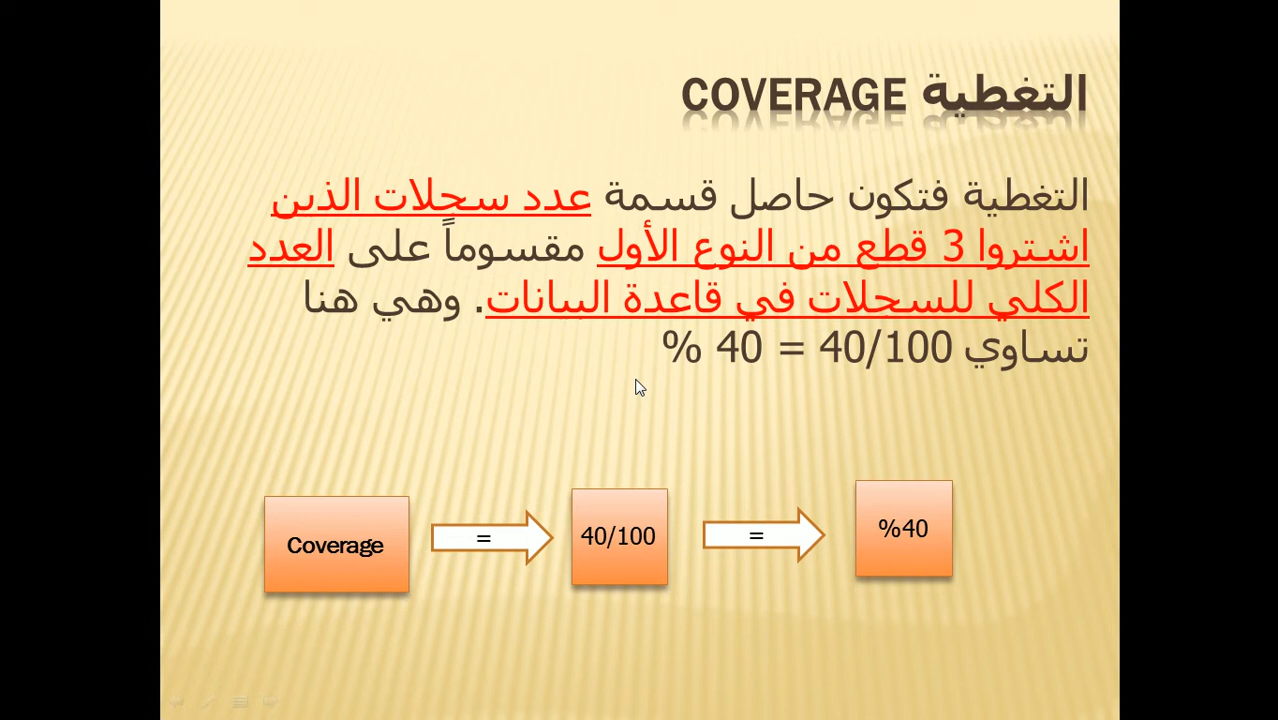 التغطية COVERAGE
التغطية فتكون حاصل قسمة عدد سجلات الذين
اشتروا 3 قطع من النوع الأول مقسوماً على العدد
الكلي للسجلات في قاعدة البيانات. وهي هنا
تساوي 40/100 = 40 %
Coverage
=
40/100
=
%40